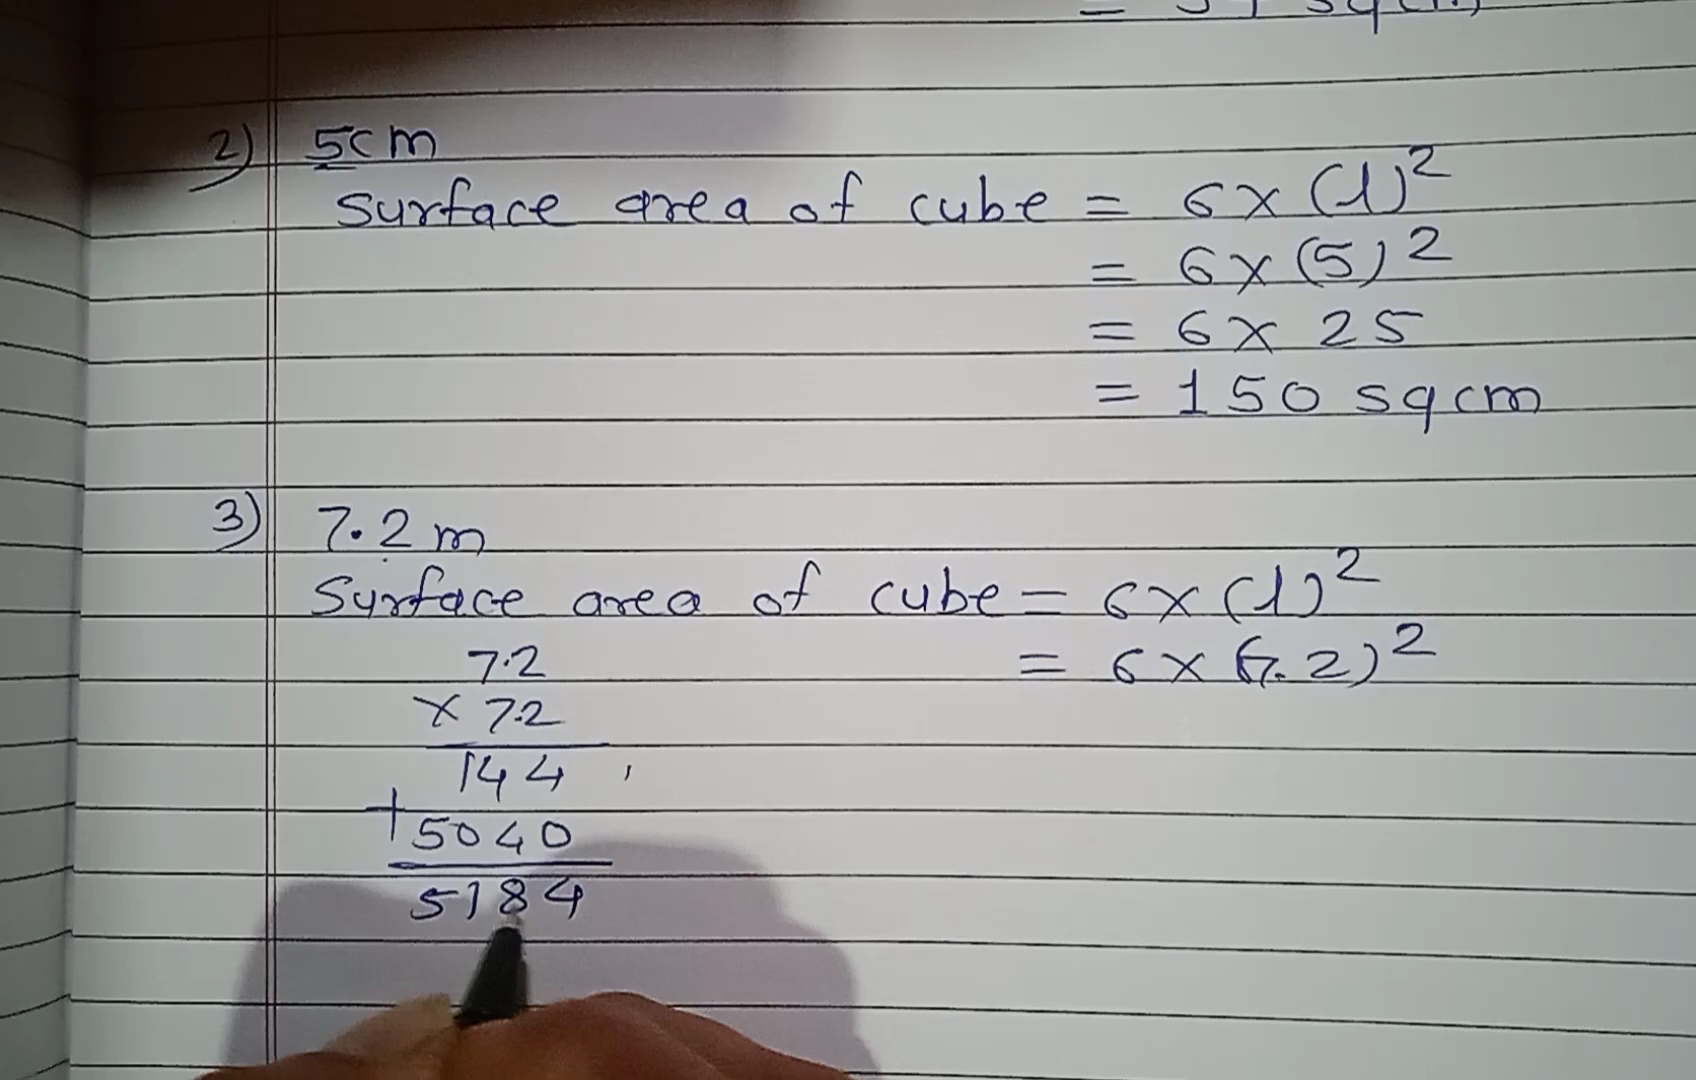 2) 5cm
Surface area of cube = 6 x (l)²
= 6 x (5)²
= 6 x 25
= 150 sqcm
3) 7.2 m
Surface area of cube = 6 x (l)²
= 6 x (7.2)²
7.2
x 7.2
144
+ 5040
5184